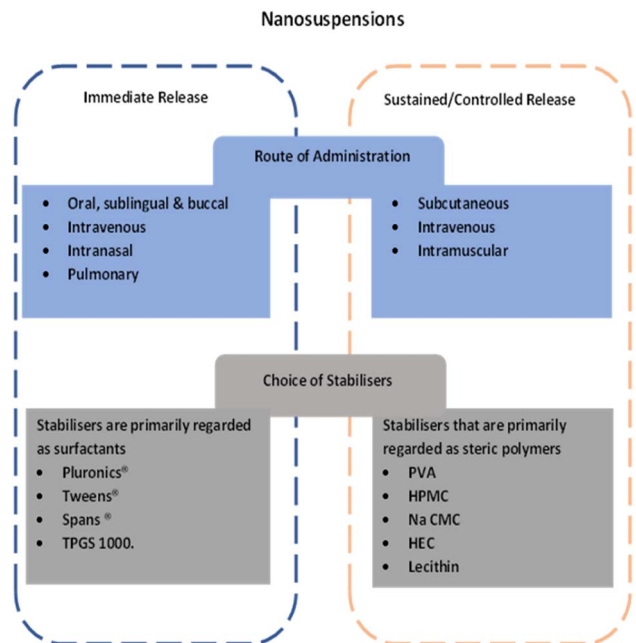 Nanosuspensions
Immediate Release
Sustained/Controlled Release
Route of Administration
• Oral, sublingual & buccal
• Intravenous
• Intranasal
• Pulmonary
• Subcutaneous
• Intravenous
• Intramuscular
Choice of Stabilisers
Stabilisers are primarily regarded
as surfactants
• Pluronics®
• Tweens®
• Spans ®
• TPGS 1000.
Stabilisers that are primarily
regarded as steric polymers
• PVA
• HPMC
• Na CMC
• HEC
• Lecithin